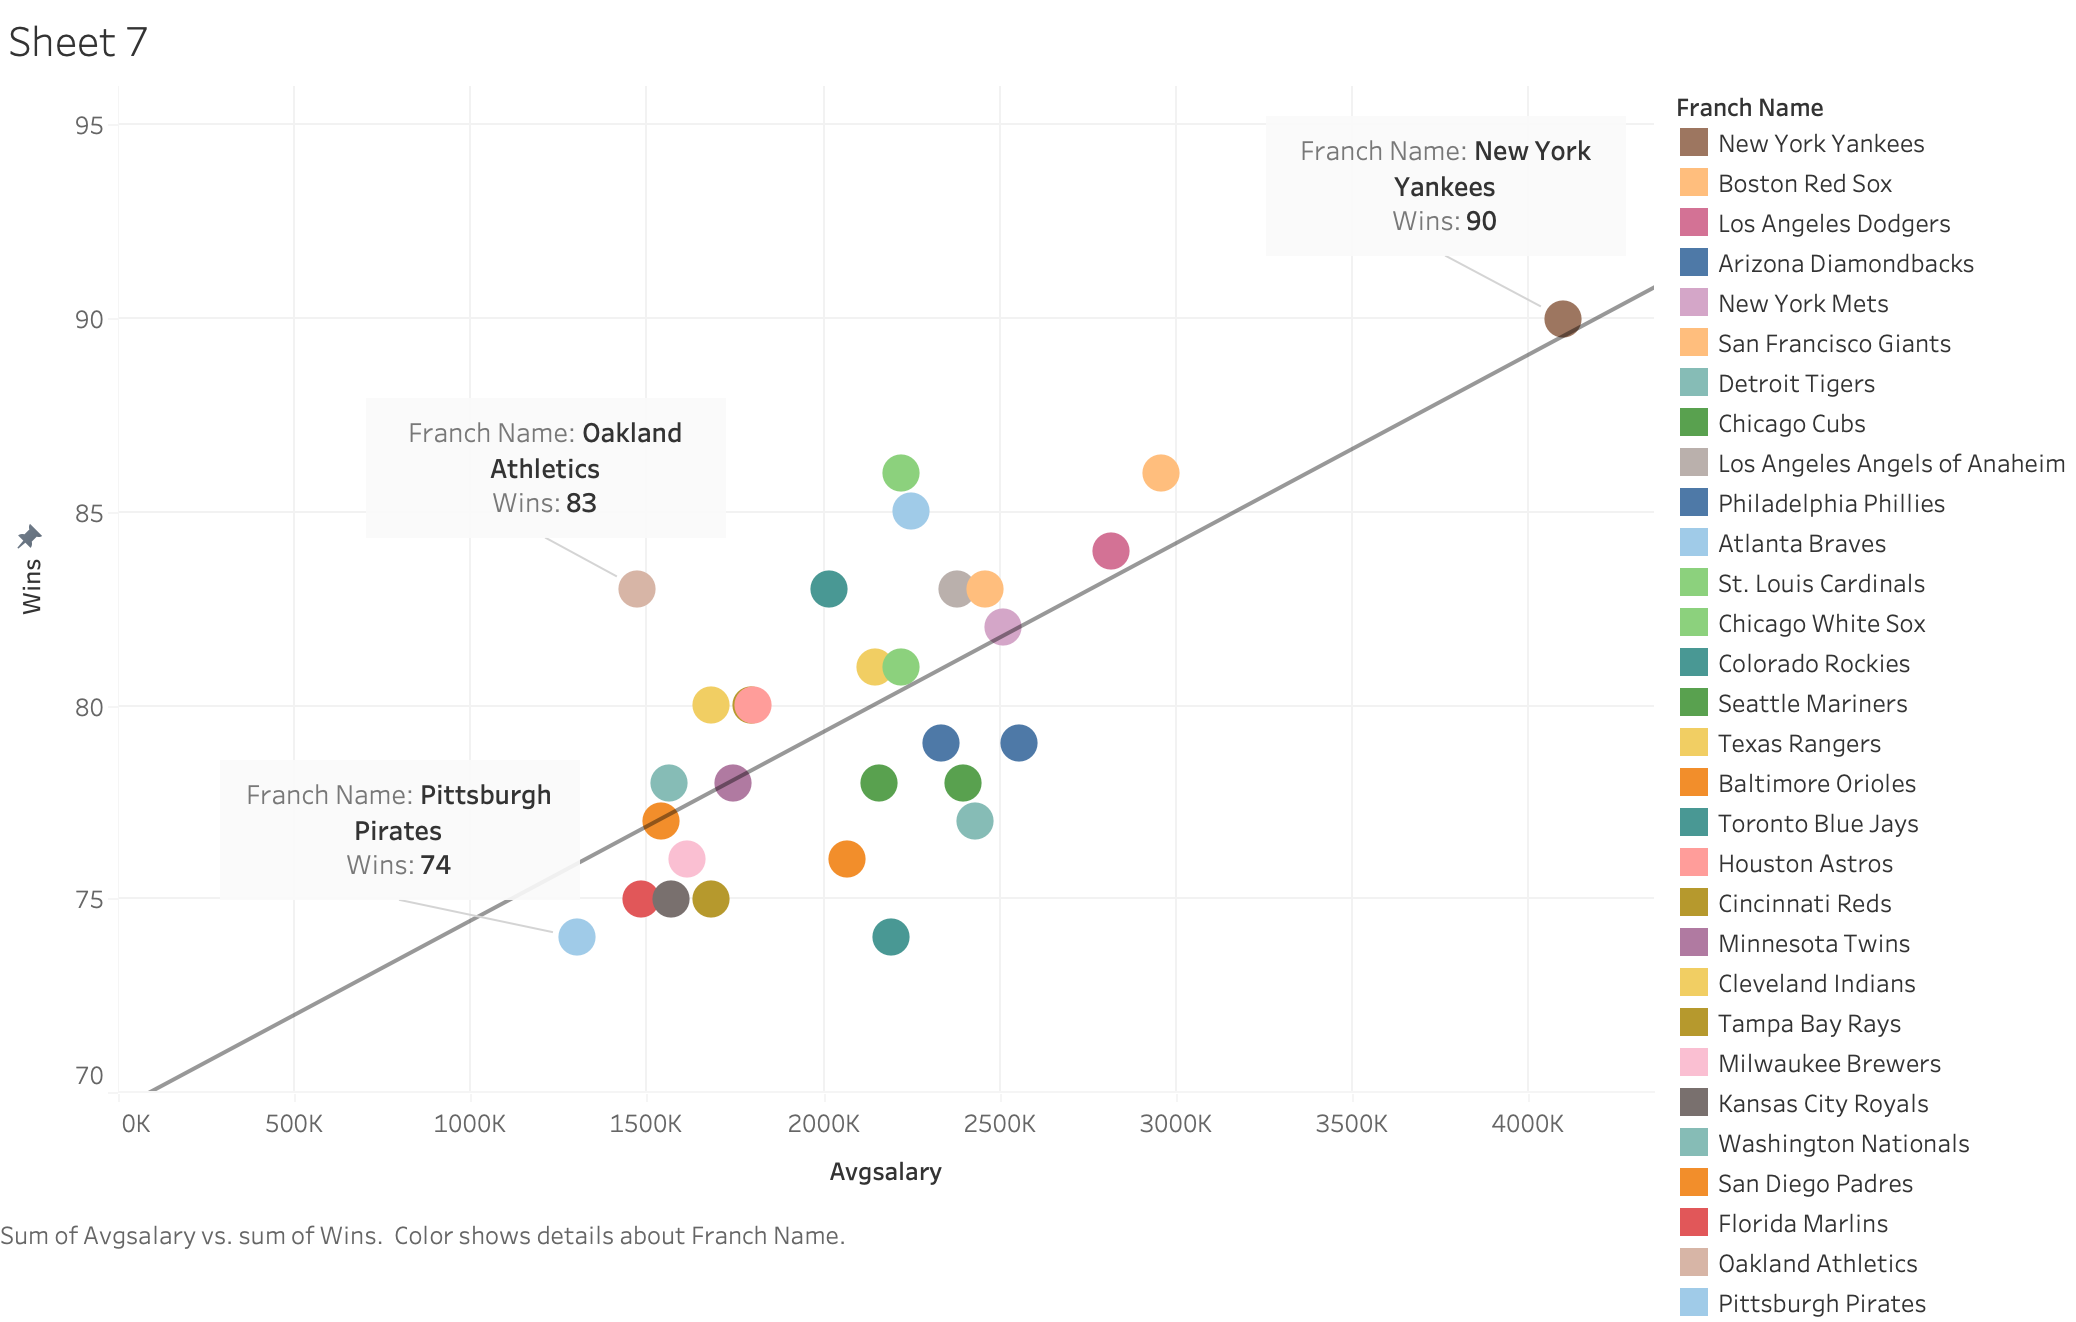 Sheet 7
95
90
85
80
75
70
Wins
Franch Name: New York
Yankees
Wins: 90
Franch Name: Oakland
Athletics
Wins: 83
Franch Name: Pittsburgh
Pirates
Wins: 74
0K
500K
1000K
1500K
2000K
2500K
3000K
3500K
4000K
Avgsalary
Sum of Avgsalary vs. sum of Wins.  Color shows details about Franch Name.
Franch Name
New York Yankees
Boston Red Sox
Los Angeles Dodgers
Arizona Diamondbacks
New York Mets
San Francisco Giants
Detroit Tigers
Chicago Cubs
Los Angeles Angels of Anaheim
Philadelphia Phillies
Atlanta Braves
St. Louis Cardinals
Chicago White Sox
Colorado Rockies
Seattle Mariners
Texas Rangers
Baltimore Orioles
Toronto Blue Jays
Houston Astros
Cincinnati Reds
Minnesota Twins
Cleveland Indians
Tampa Bay Rays
Milwaukee Brewers
Kansas City Royals
Washington Nationals
San Diego Padres
Florida Marlins
Oakland Athletics
Pittsburgh Pirates